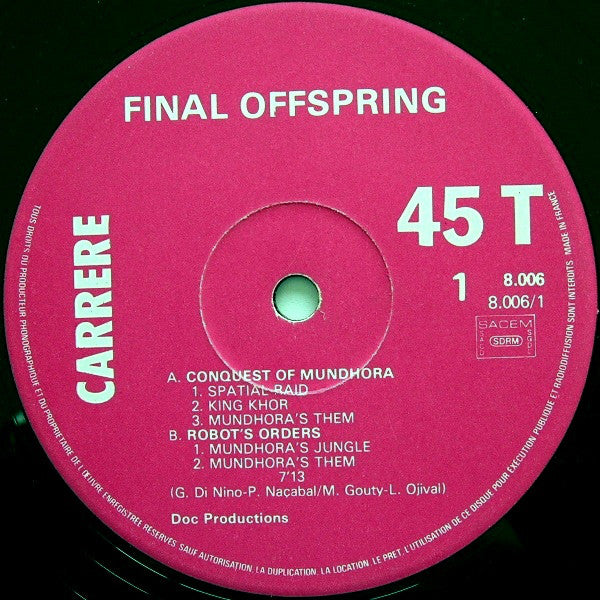 FINAL OFFSPRING
CARRERE
45 T
1
8.006
8.006/1
SACEM
SDRM
A. CONQUEST OF MUNDHORA
1. SPATIAL RAID
2. KING KHOR
3. MUNDHORA'S THEM
B. ROBOT'S ORDERS
1. MUNDHORA'S JUNGLE
2. MUNDHORA'S THEM
7'13
(G. Di Nino-P. Naçabal/M. Gouty-L. Ojival)
Doc Productions
TOUS DROITS DU PRODUCTEUR PHONOGRAPHIQUE ET DU PROPRIETAIRE DE L'ŒUVRE ENREGISTREE RESERVES. SAUF AUTORISATION, LA DUPLICATION, LA LOCATION, LE PRET, L'UTILISATION DE CE DISQUE POUR EXECUTION PUBLIQUE ET RADIODIFFUSION SONT INTERDITS. MADE IN FRANCE